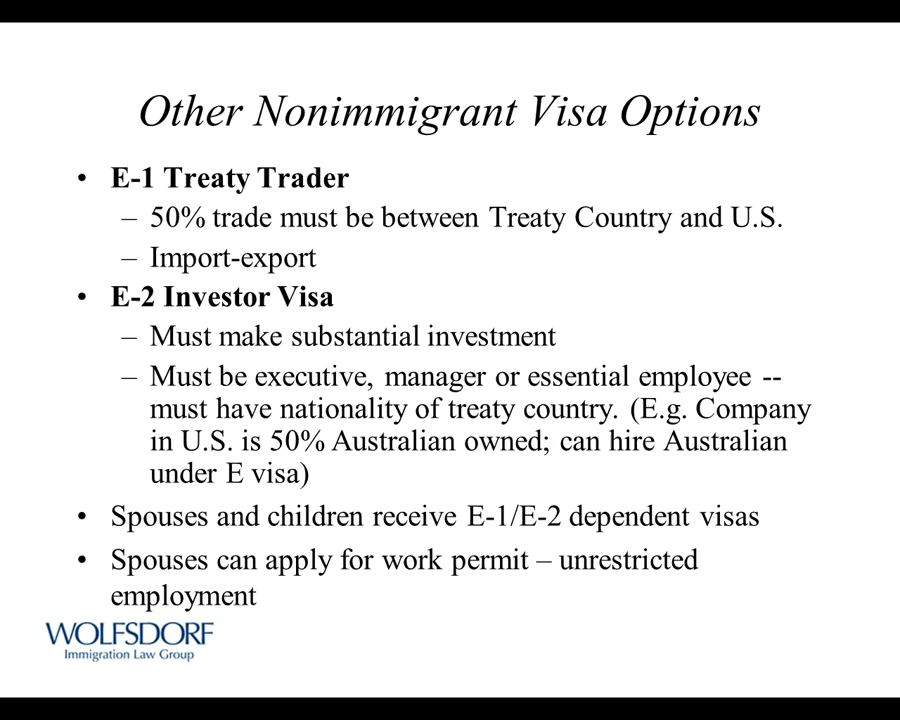 Other Nonimmigrant Visa Options
• E-1 Treaty Trader
– 50% trade must be between Treaty Country and U.S.
– Import-export
• E-2 Investor Visa
– Must make substantial investment
– Must be executive, manager or essential employee --
must have nationality of treaty country. (E.g. Company
in U.S. is 50% Australian owned; can hire Australian
under E visa)
• Spouses and children receive E-1/E-2 dependent visas
• Spouses can apply for work permit – unrestricted
employment
WOLFSDORF
Immigration Law Group